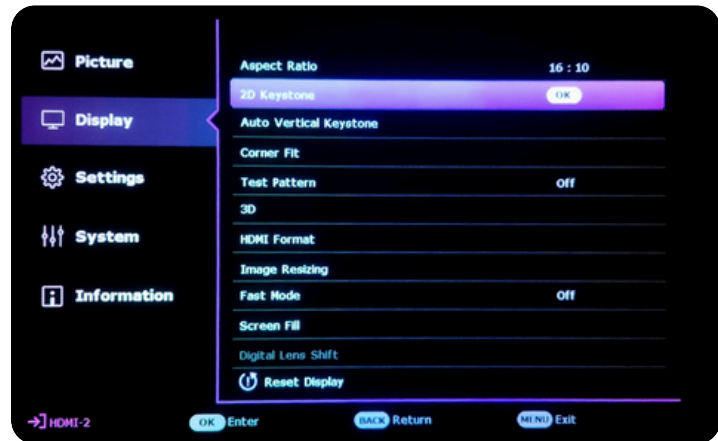 Picture
Display
Settings
System
Information
Aspect Ratio 16 : 10
2D Keystone OK
Auto Vertical Keystone
Corner Fit
Test Pattern Off
3D
HDMI Format
Image Resizing
Fast Mode Off
Screen Fill
Digital Lens Shift
Reset Display
HDMI-2 OK Enter BACK Return MENU Exit